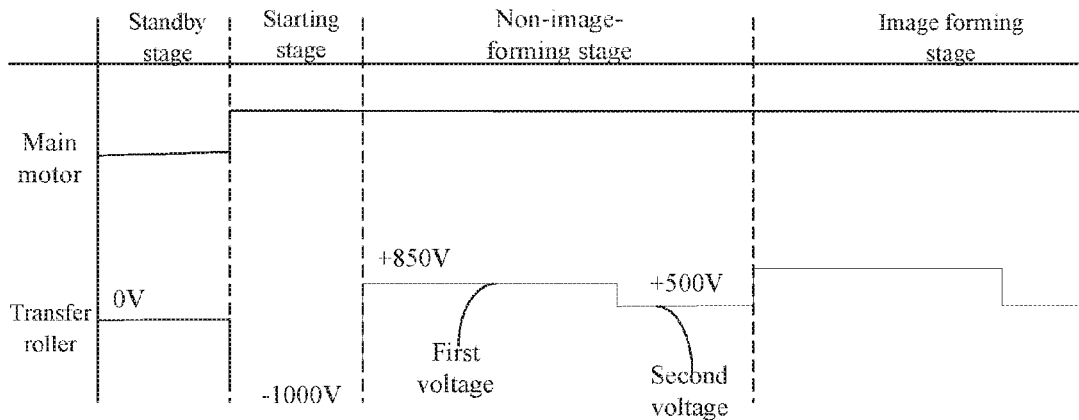 Standby
stage
Starting
stage
Non-image-
forming stage
Image forming
stage
Main
motor
+850V
+500V
0V
Transfer
roller
First
voltage
Second
voltage
-1000V